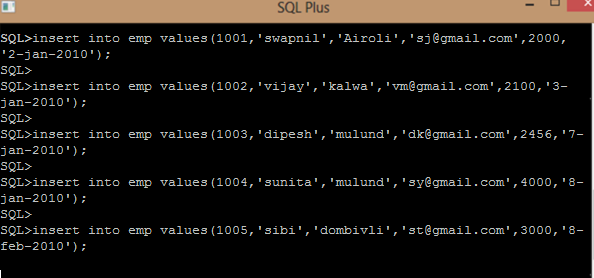 SQL Plus
SQL>insert into emp values(1001,'swapnil','Airoli','sj@gmail.com',2000,
'2-jan-2010');
SQL>
SQL>insert into emp values(1002,'vijay','kalwa','vm@gmail.com',2100,'3-
jan-2010');
SQL>
SQL>insert into emp values(1003,'dipesh','mulund','dk@gmail.com',2456,'7-
jan-2010');
SQL>
SQL>insert into emp values(1004,'sunita','mulund','sy@gmail.com',4000,'8-
jan-2010');
SQL>
SQL>insert into emp values(1005,'sibi','dombivli','st@gmail.com',3000,'8-
feb-2010');